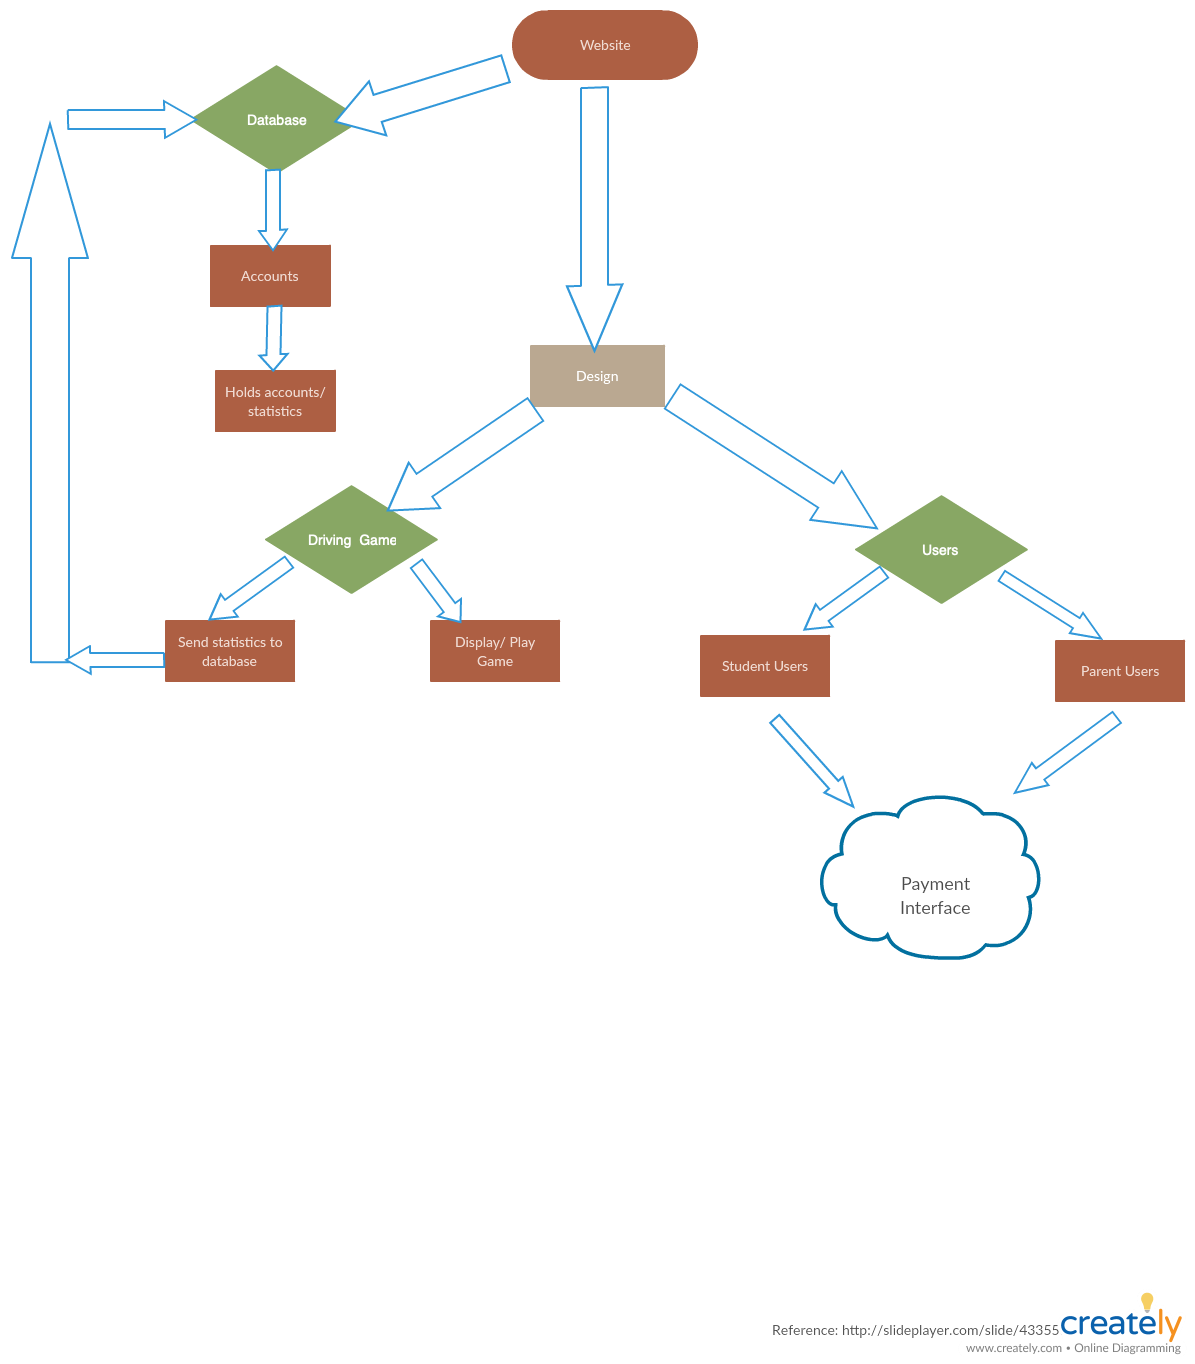 Website
Database
Accounts
Holds accounts/
statistics
Design
Driving  Game
Users
Send statistics to
database
Display/ Play
Game
Student Users
Parent Users
Payment
Interface
Reference: http://slideplayer.com/slide/43355
creately
www.creately.com • Online Diagramming